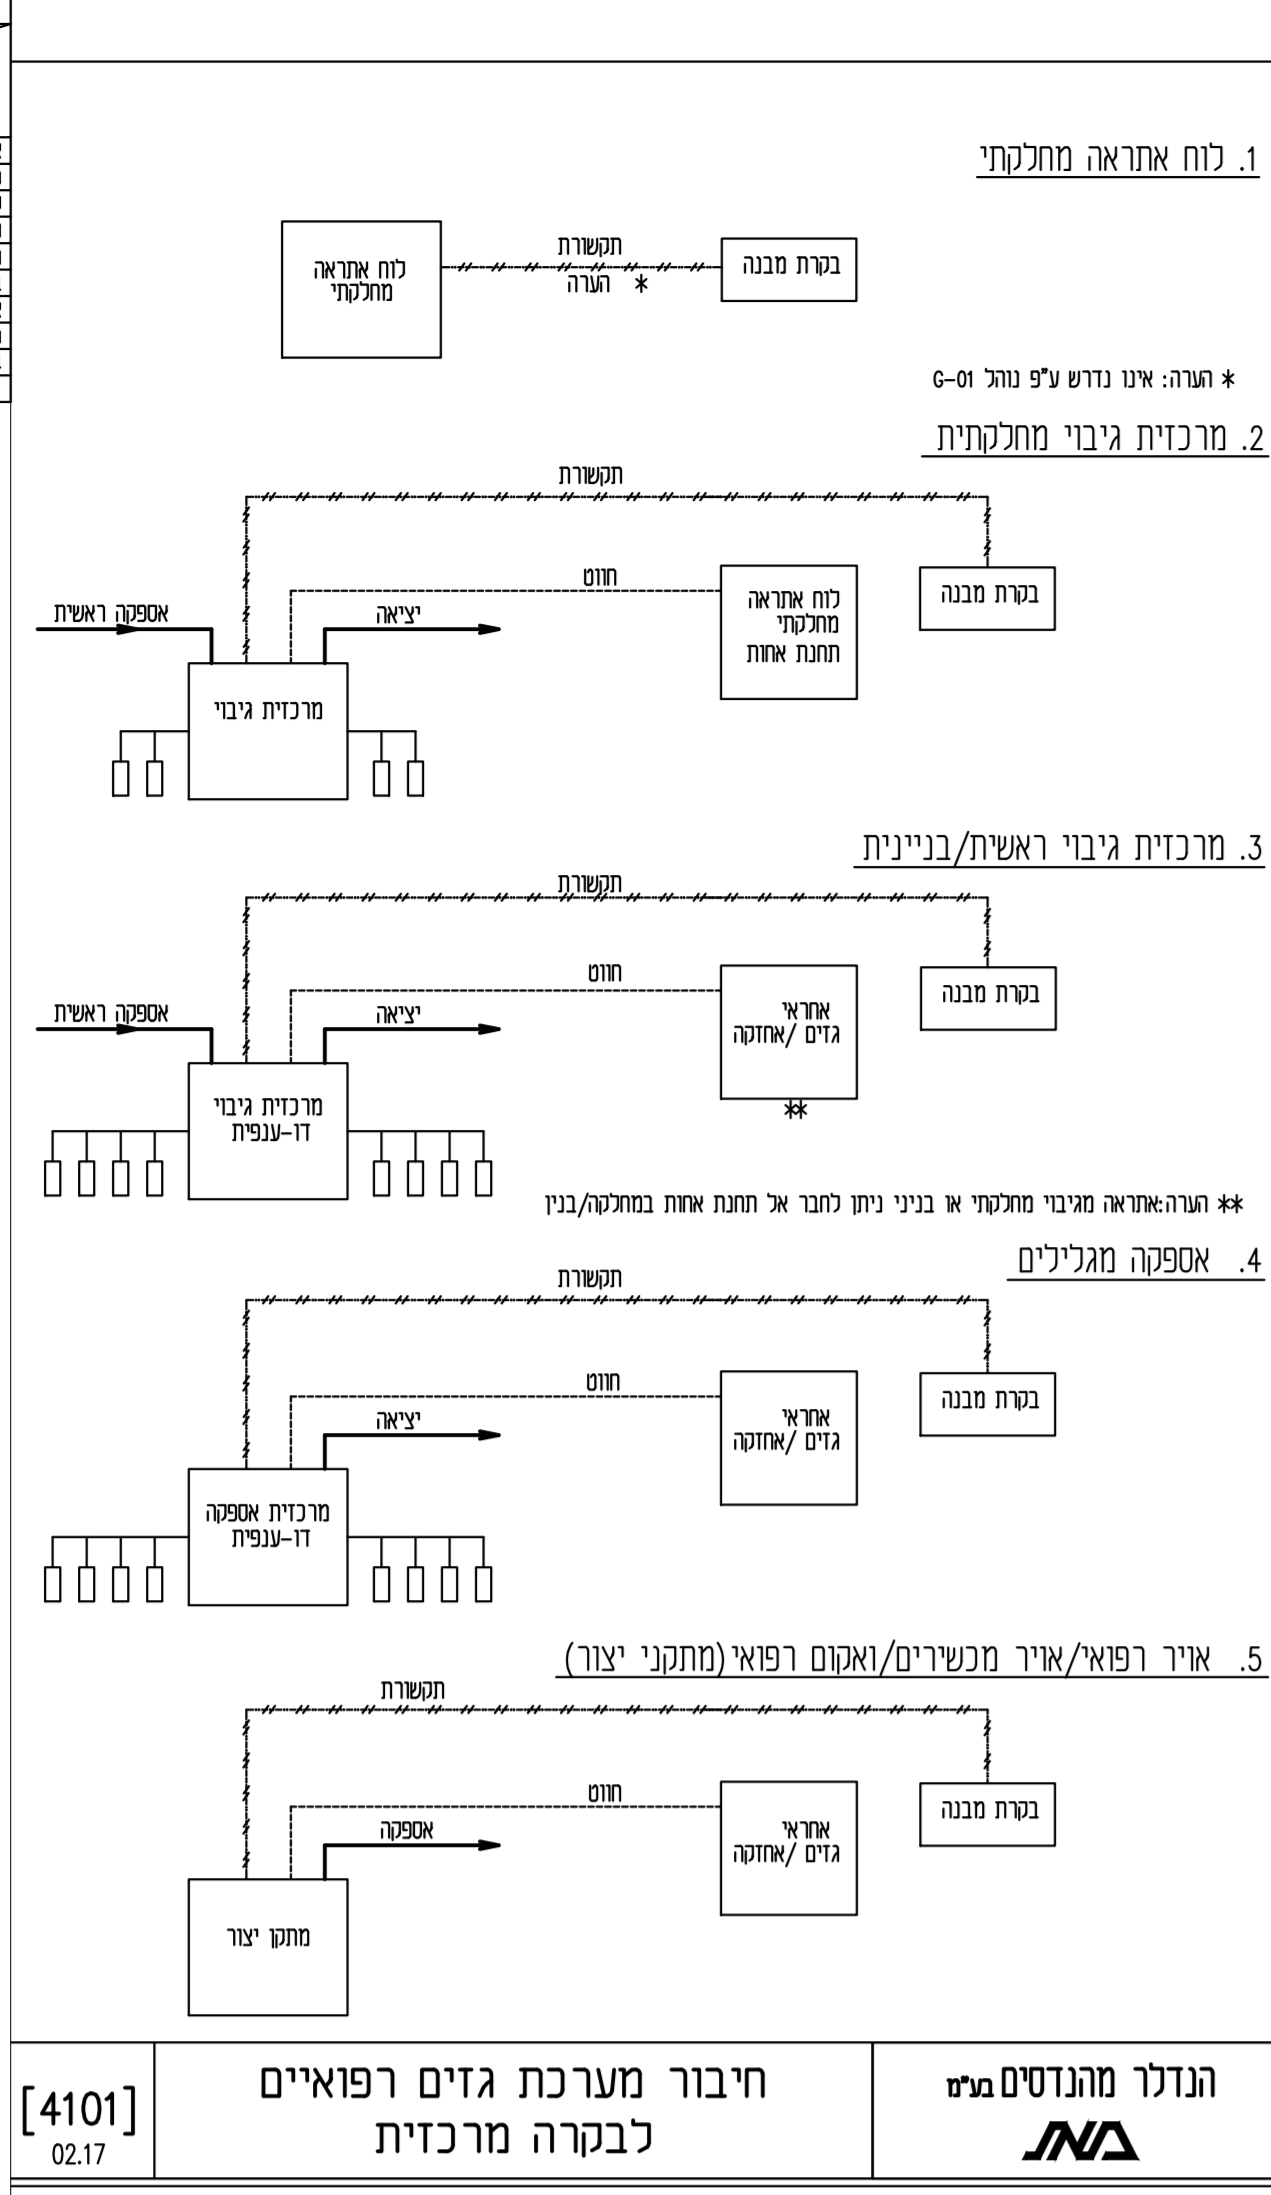 1. לוח אתראה מחלקתי
בקרת מבנה
תקשורת
* הערה
לוח אתראה
מחלקתי
* הערה: אינו נדרש ע"פ נוהל G-01
2. מרכזית גיבוי מחלקתית
תקשורת
בקרת מבנה
חווט
לוח אתראה
מחלקתי
תחנת אחות
יציאה
אספקה ראשית
מרכזית גיבוי
3. מרכזית גיבוי ראשית/בניינית
תקשורת
בקרת מבנה
חווט
אחראי
גזים /אחזקה
**
יציאה
אספקה ראשית
מרכזית גיבוי
דו-ענפית
** הערה:אתראה מגיבוי מחלקתי או בניני ניתן לחבר אל תחנת אחות במחלקה/בנין
4. אספקה מגלילים
תקשורת
בקרת מבנה
חווט
אחראי
גזים /אחזקה
יציאה
מרכזית אספקה
דו-ענפית
5. אויר רפואי/אויר מכשירים/ואקום רפואי(מתקני יצור)
תקשורת
בקרת מבנה
חווט
אחראי
גזים /אחזקה
אספקה
מתקן יצור
הנדלר מהנדסים בע"מ
חיבור מערכת גזים רפואיים
לבקרה מרכזית
[4101]
02.17